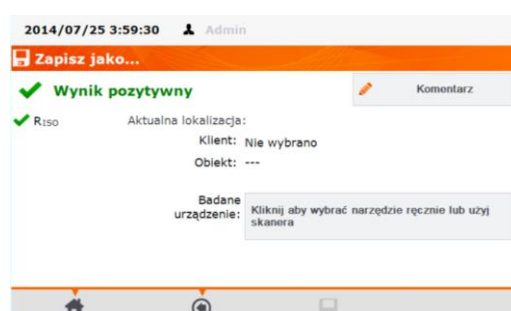 2014/07/25 3:59:30 Admin
Zapisz jako...
Wynik pozytywny
Komentarz
RISO
Aktualna lokalizacja:
Klient: Nie wybrano
Obiekt: ---
Badane urządzenie:
Kliknij aby wybrać narzędzie ręcznie lub użyj
skanera